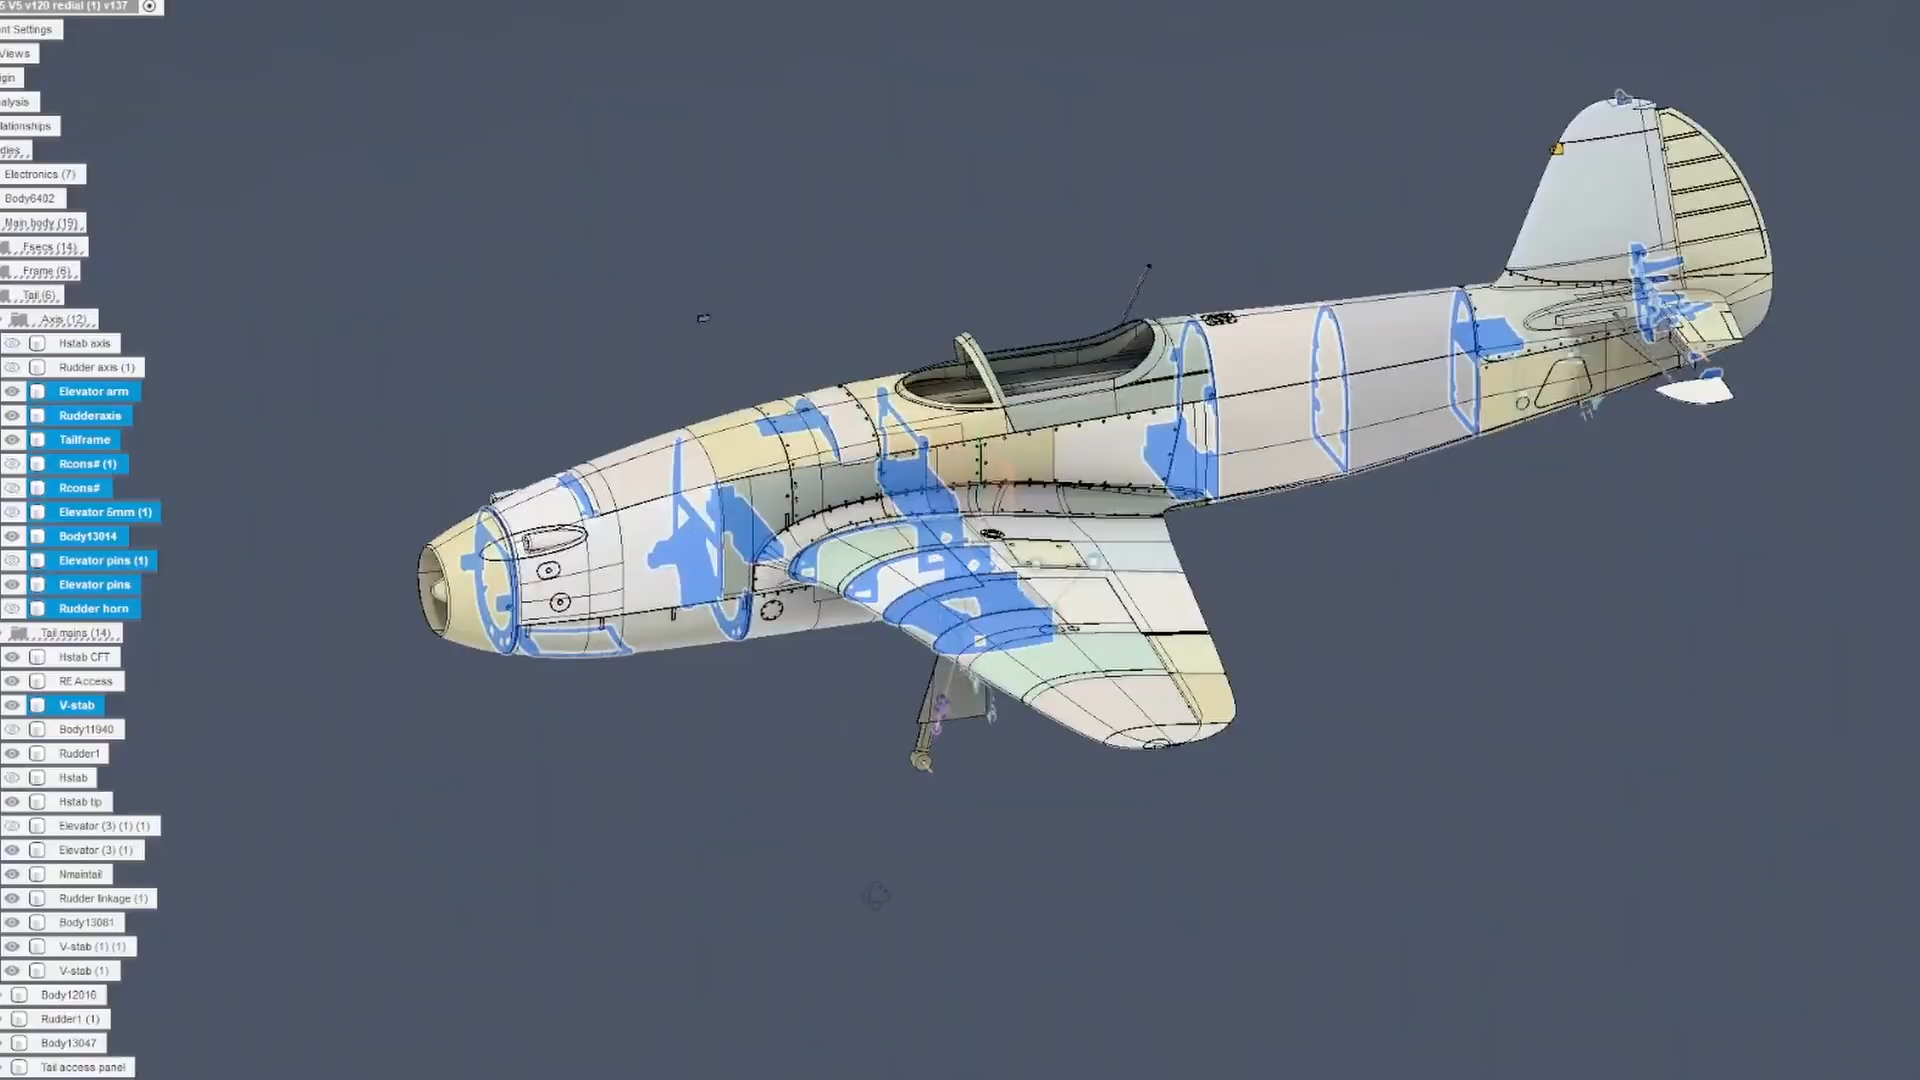 5 V5 v120 redial (1) v137
nt Settings
Views
gin
alysis
lationships
dies
Electronics (7)
Body6402
Main body (19)
Fsecs (14)
Frame (6)
Tail (6)
Axis (12)
Hstab axis
Rudder axis (1)
Elevator arm
Rudderaxis
Tailframe
Rcons# (1)
Rcons#
Elevator 5mm (1)
Body13014
Elevator pins (1)
Elevator pins
Rudder horn
Tail mains (14)
Hstab CFT
RE Access
V-stab
Body11940
Rudder1
Hstab
Hstab tip
Elevator (3) (1) (1)
Elevator (3) (1)
Nmaintail
Rudder linkage (1)
Body13081
V-stab (1) (1)
V-stab (1)
Body12016
Rudder1 (1)
Body13047
Tail access panel